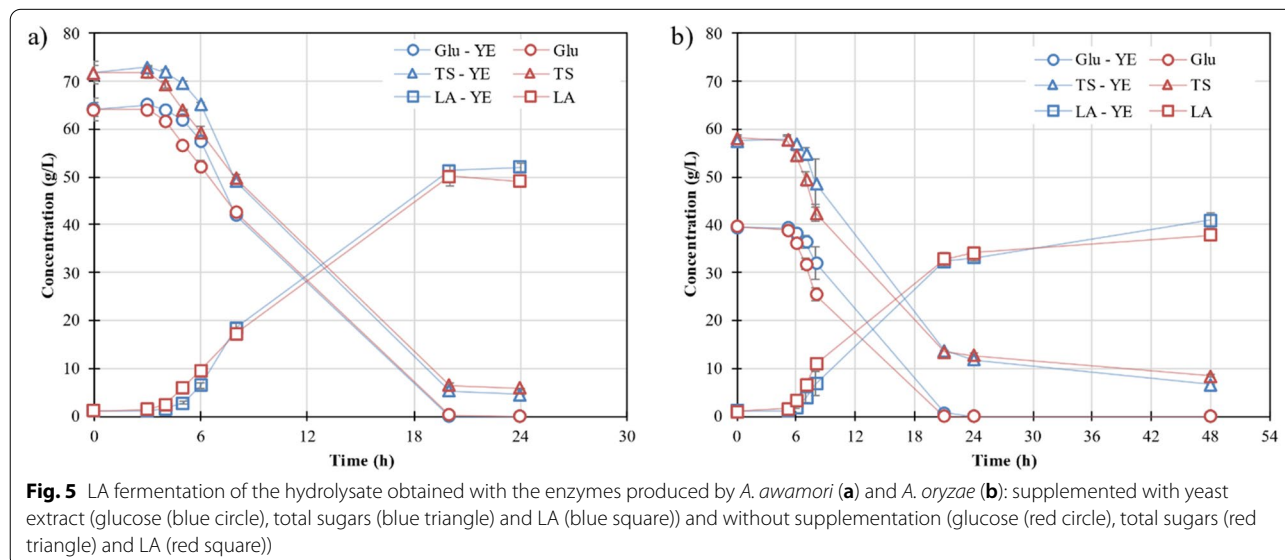 a)
80
70
60
50
40
30
20
10
0
Concentration (g/L)
Glu - YE
Glu
TS - YE
TS
LA - YE
LA
0 6 12 18 24 30
Time (h)
b)
80
70
60
50
40
30
20
10
0
Concentration (g/L)
Glu - YE
Glu
TS - YE
TS
LA - YE
LA
0 6 12 18 24 30 36 42 48 54
Time (h)
Fig. 5 LA fermentation of the hydrolysate obtained with the enzymes produced by A. awamori (a) and A. oryzae (b): supplemented with yeast
extract (glucose (blue circle), total sugars (blue triangle) and LA (blue square)) and without supplementation (glucose (red circle), total sugars (red
triangle) and LA (red square))